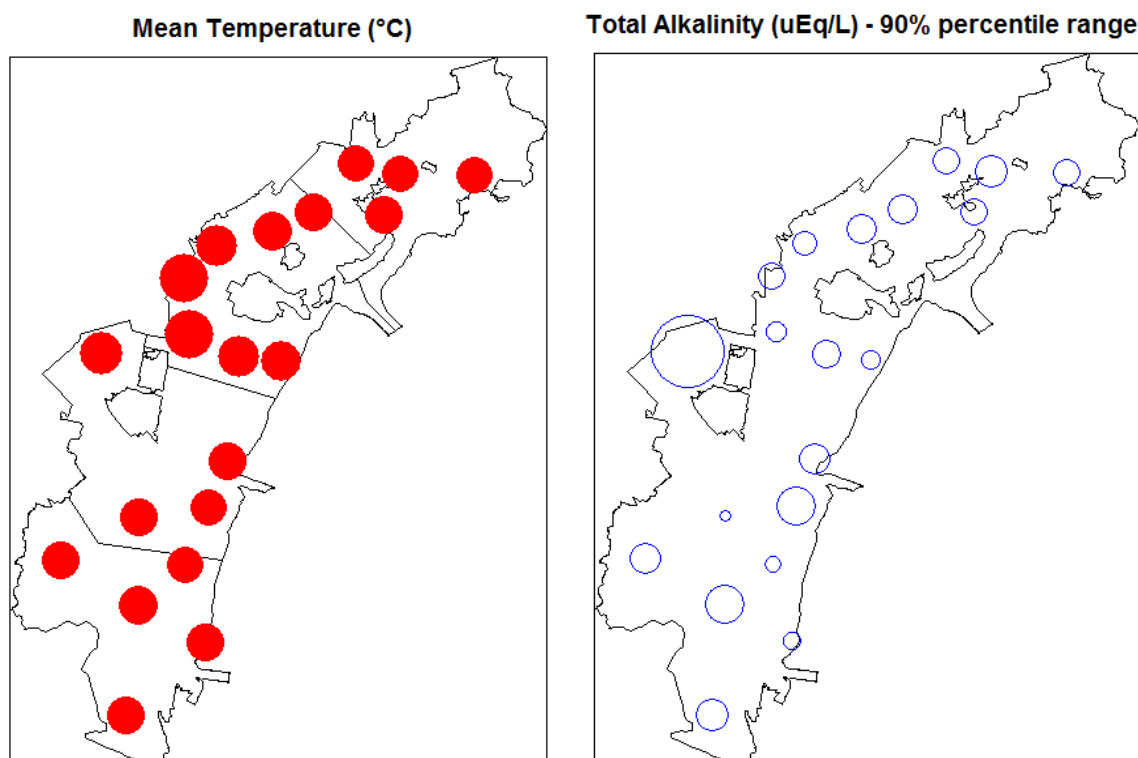 Mean Temperature (°C)
Total Alkalinity (uEq/L) - 90% percentile range